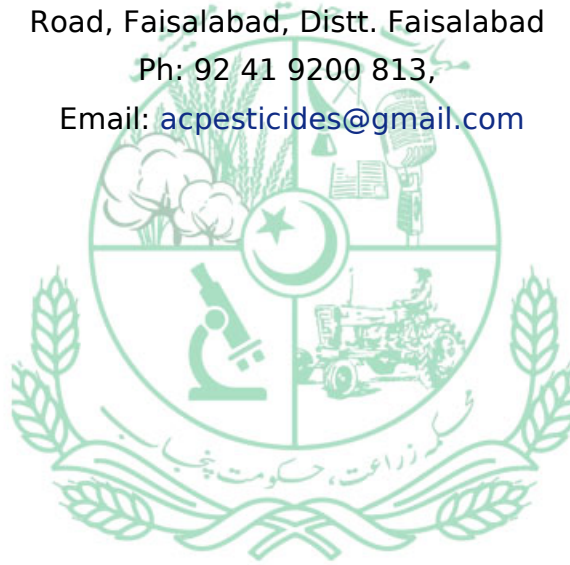 Road, Faisalabad, Distt. Faisalabad
Ph: 92 41 9200 813,
Email: acpesticides@gmail.com
محکمہ زراعت، حکومت پنجاب